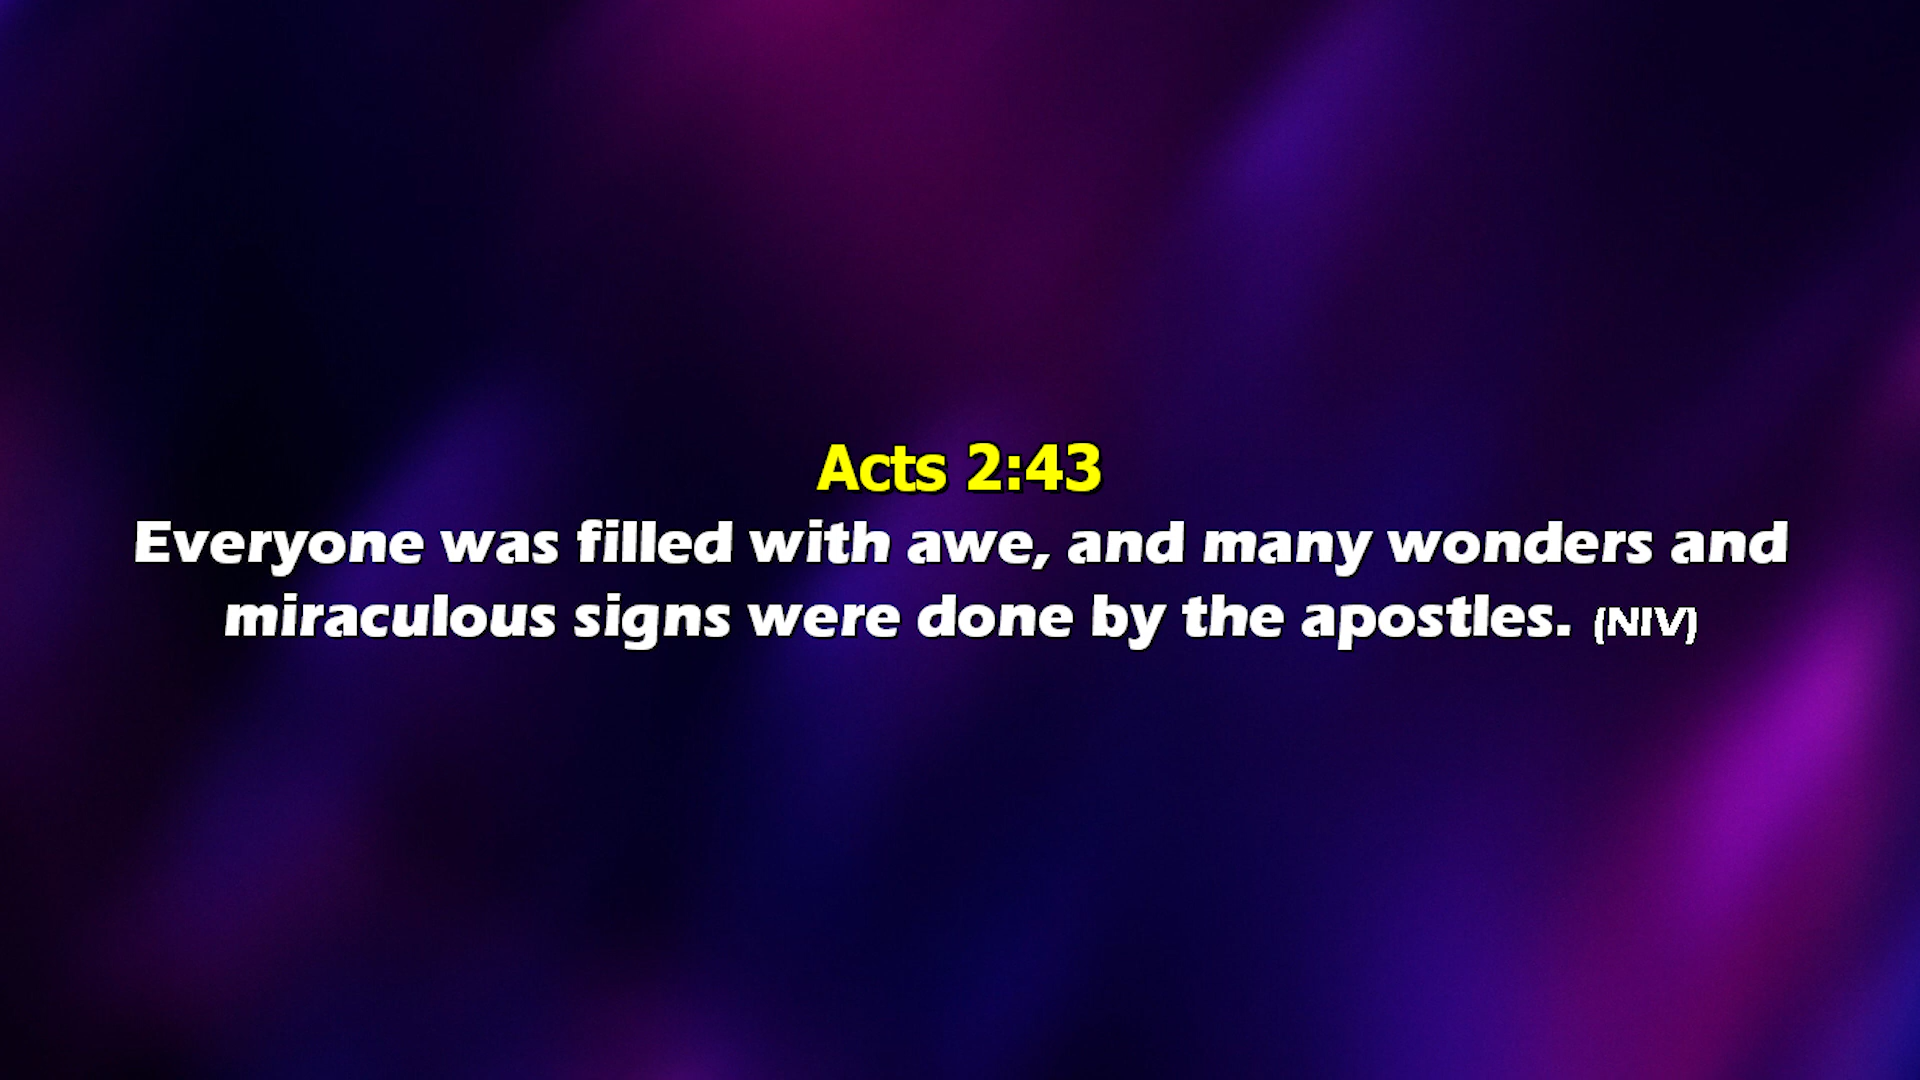 Acts 2:43
Everyone was filled with awe, and many wonders and
miraculous signs were done by the apostles. (NIV)